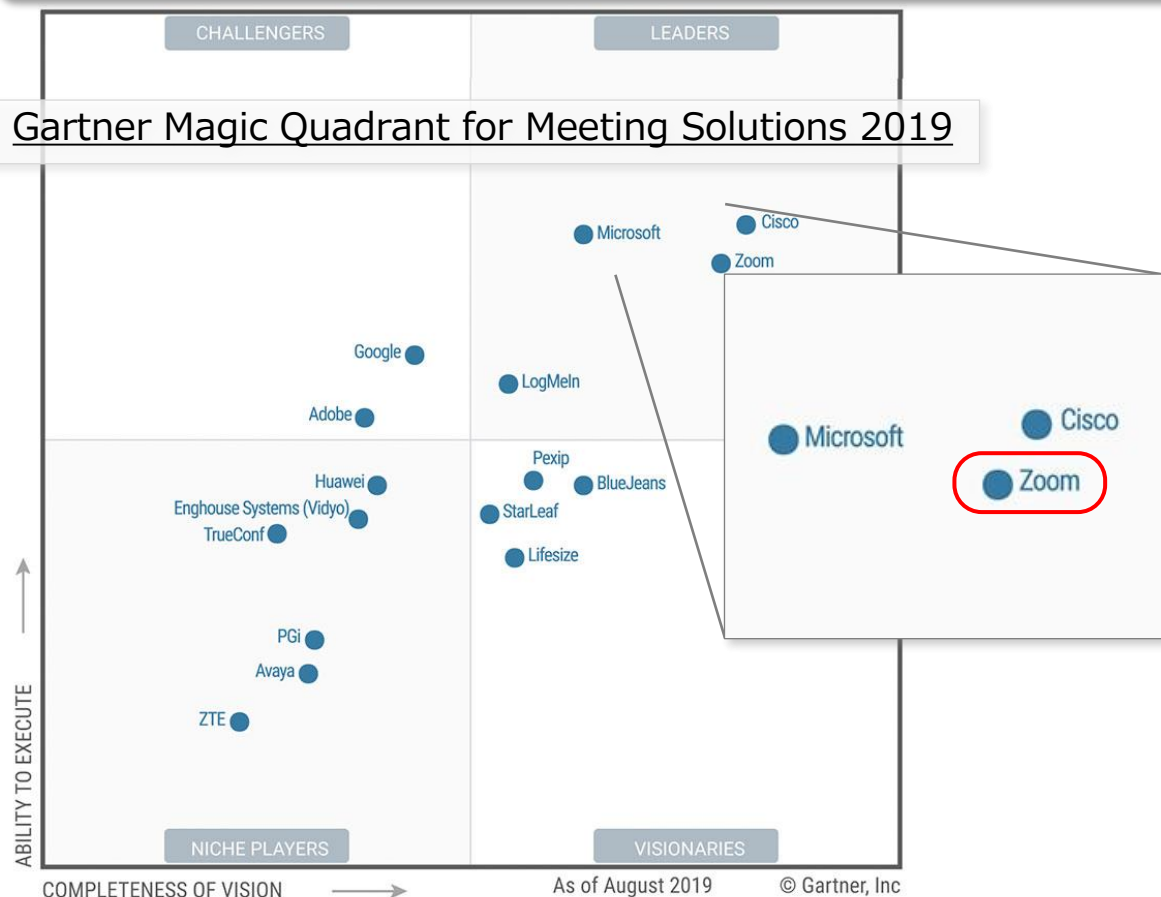 CHALLENGERS
LEADERS
Gartner Magic Quadrant for Meeting Solutions 2019
Microsoft
Cisco
Zoom
Google
LogMeIn
Adobe
Microsoft
Cisco
Zoom
Pexip
Huawei
BlueJeans
Enghouse Systems (Vidyo)
StarLeaf
TrueConf
Lifesize
PGi
Avaya
ZTE
ABILITY TO EXECUTE
NICHE PLAYERS
VISIONARIES
COMPLETENESS OF VISION
As of August 2019
© Gartner, Inc